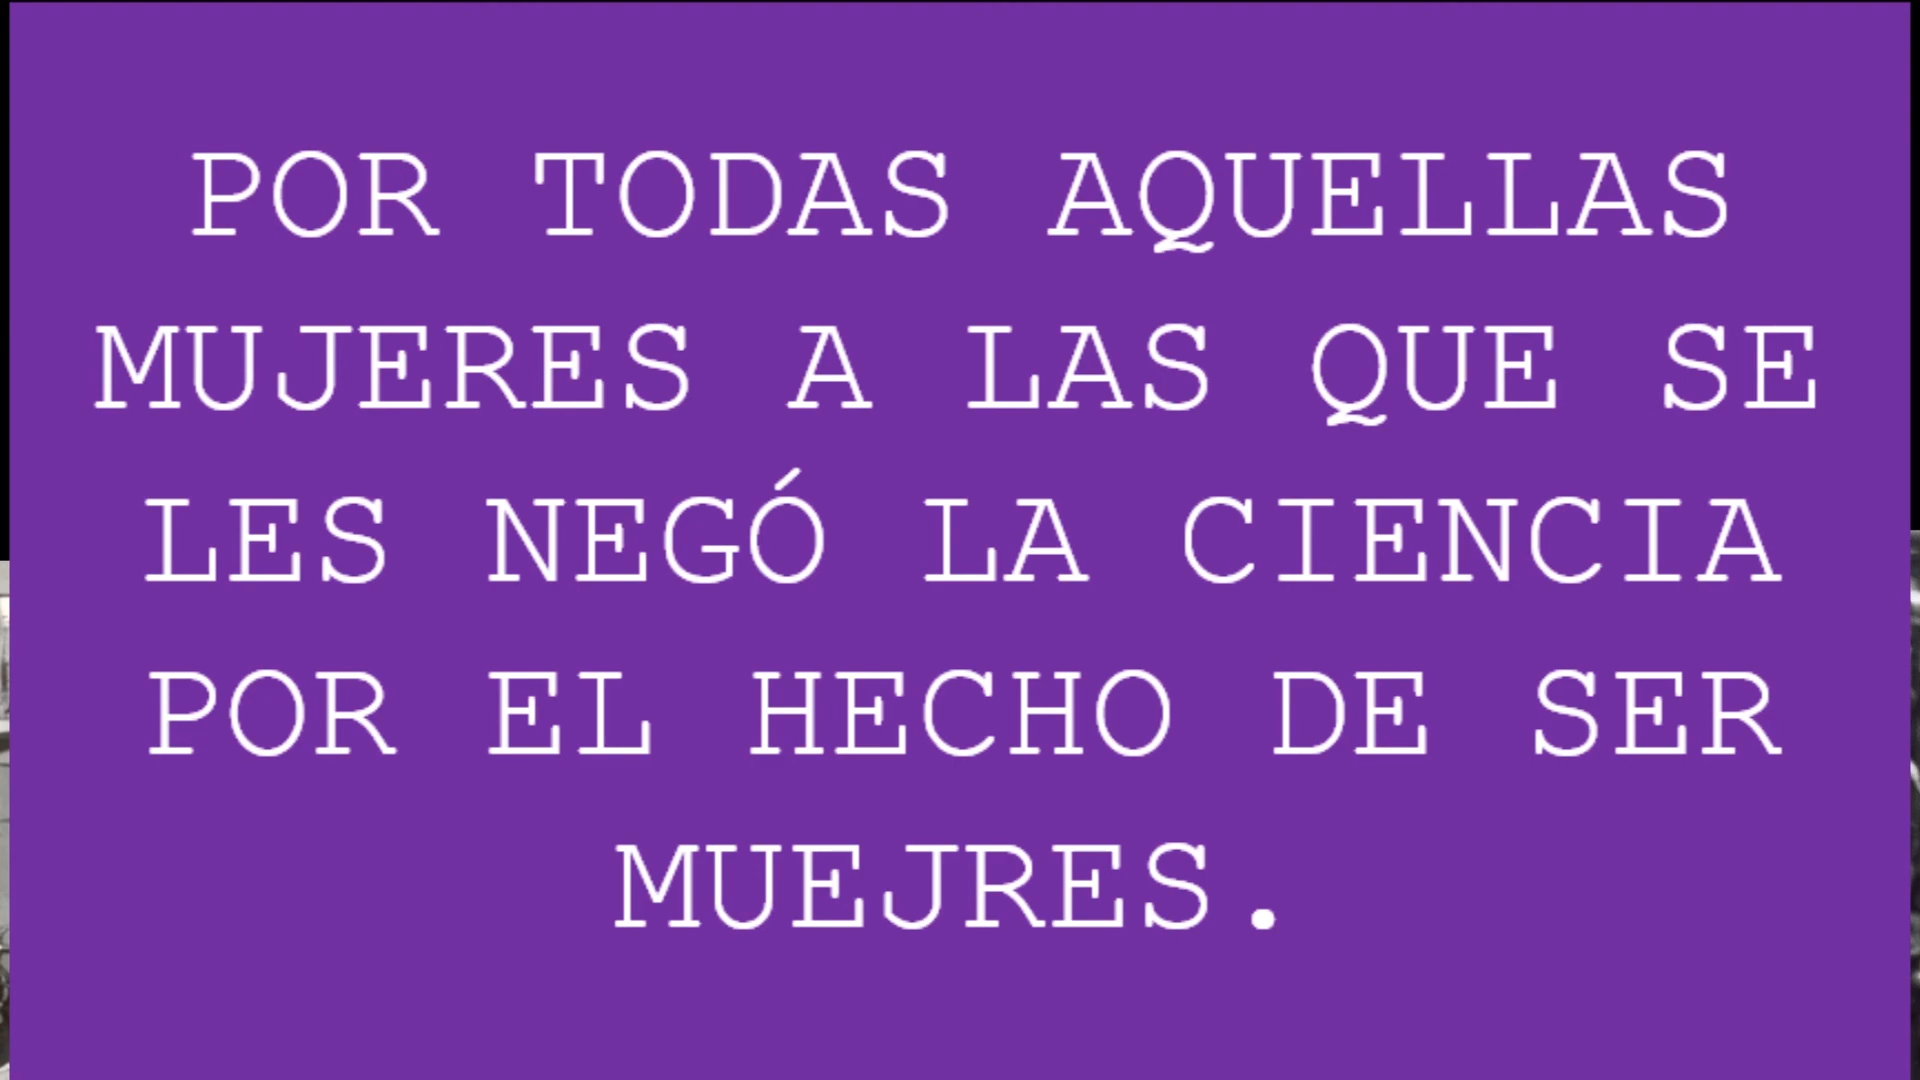 POR TODAS AQUELLAS
MUJERES A LAS QUE SE
LES NEGÓ LA CIENCIA
POR EL HECHO DE SER
MUEJRES.